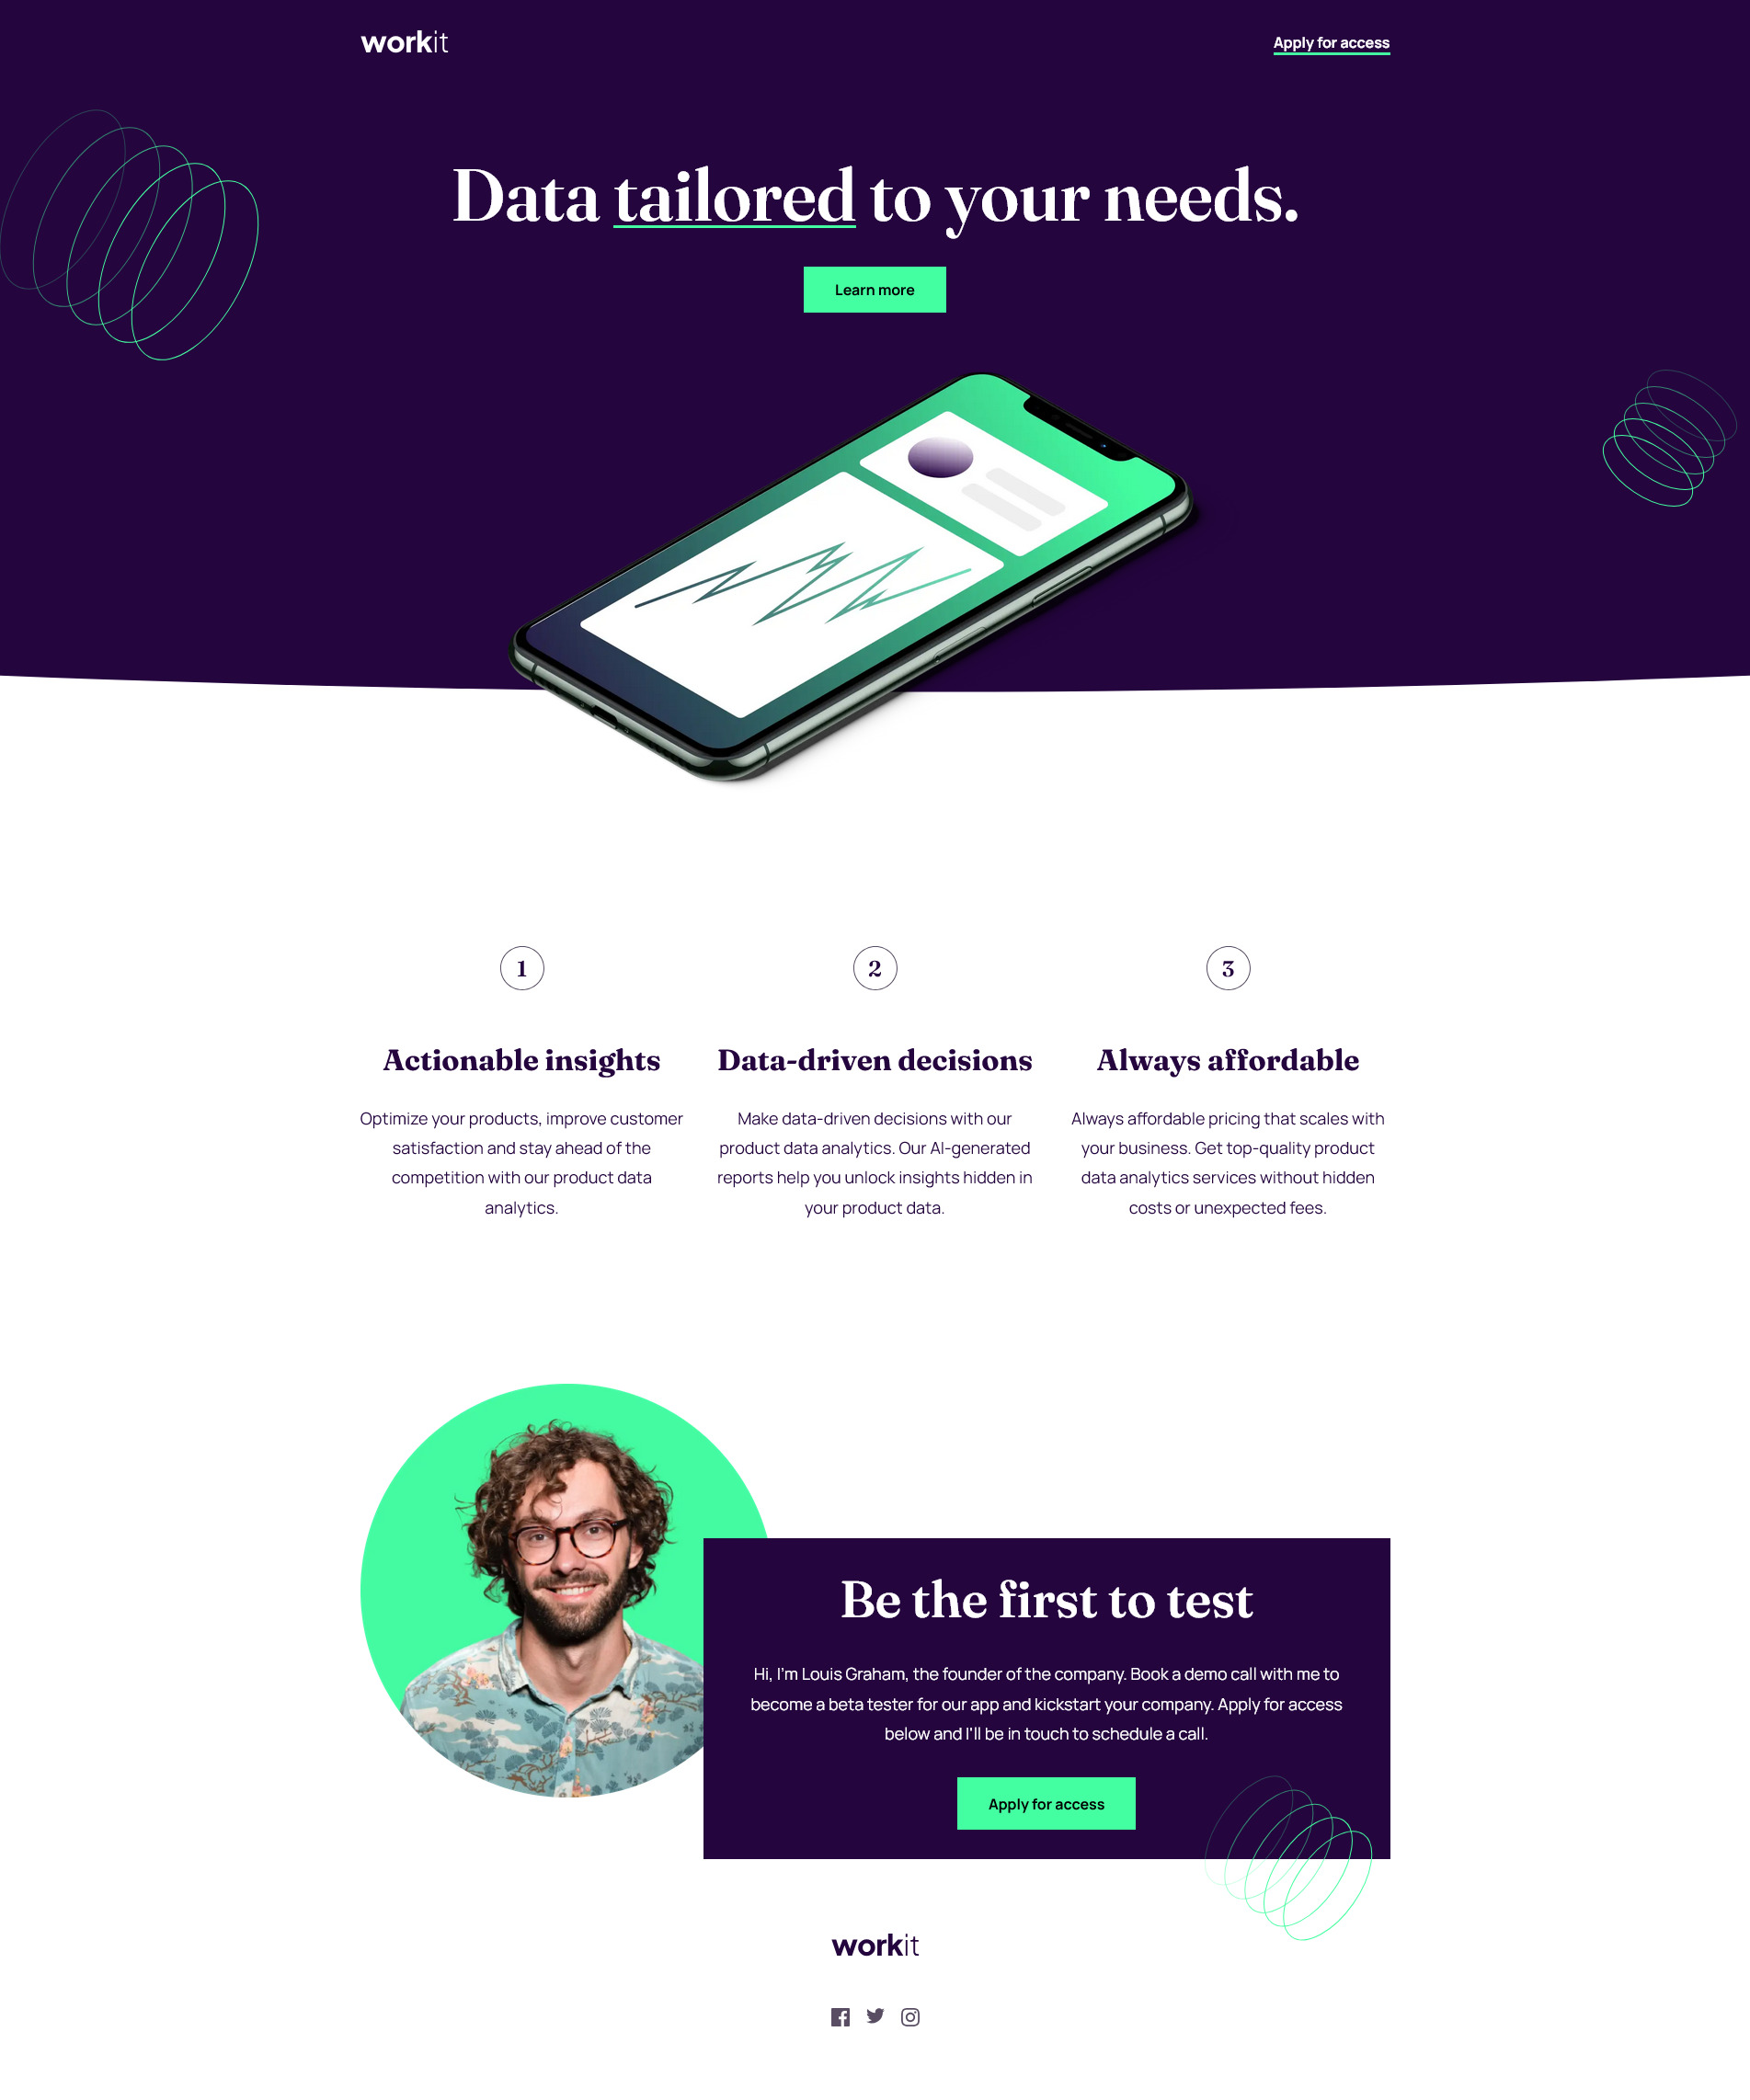 workit
Apply for access
Data tailored to your needs.
Learn more
1
2
3
Actionable insights
Data-driven decisions
Always affordable
Optimize your products, improve customer
satisfaction and stay ahead of the
competition with our product data
analytics.
Make data-driven decisions with our
product data analytics. Our AI-generated
reports help you unlock insights hidden in
your product data.
Always affordable pricing that scales with
your business. Get top-quality product
data analytics services without hidden
costs or unexpected fees.
Be the first to test
Hi, I'm Louis Graham, the founder of the company. Book a demo call with me to
become a beta tester for our app and kickstart your company. Apply for access
below and I'll be in touch to schedule a call.
Apply for access
workit